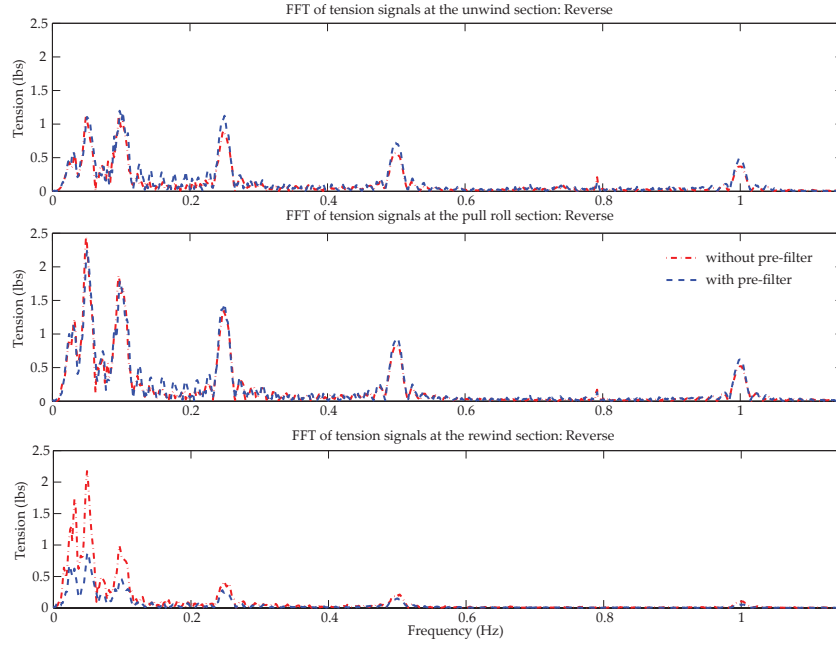 FFT of tension signals at the unwind section: Reverse
2.5
2
1.5
1
0.5
0
Tension (lbs)
0 0.2 0.4 0.6 0.8 1
FFT of tension signals at the pull roll section: Reverse
2.5
2
1.5
1
0.5
0
Tension (lbs)
without pre-filter
with pre-filter
0 0.2 0.4 0.6 0.8 1
FFT of tension signals at the rewind section: Reverse
2.5
2
1.5
1
0.5
0
Tension (lbs)
0 0.2 0.4 0.6 0.8 1
Frequency (Hz)